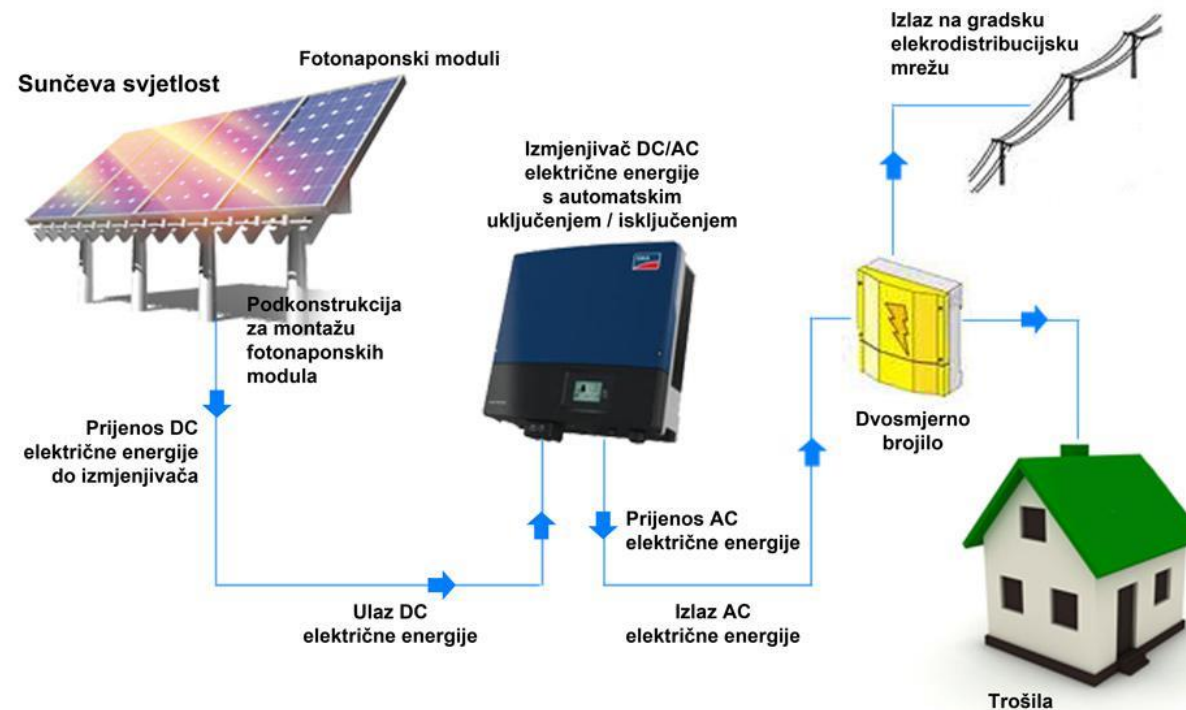 Sunčeva svjetlost
Fotonaponski moduli
Izlaz na gradsku
elekrodistribucijsku
mrežu
Izmjenjivač DC/AC
električne energije
s automatskim
uključenjem / isključenjem
SMA
Podkonstrukcija
za montažu
fotonaponskih
modula
Prijenos DC
električne energije
do izmjenjivača
Dvosmjerno
brojilo
Prijenos AC
električne energije
Ulaz DC
električne energije
Izlaz AC
električne energije
Trošila